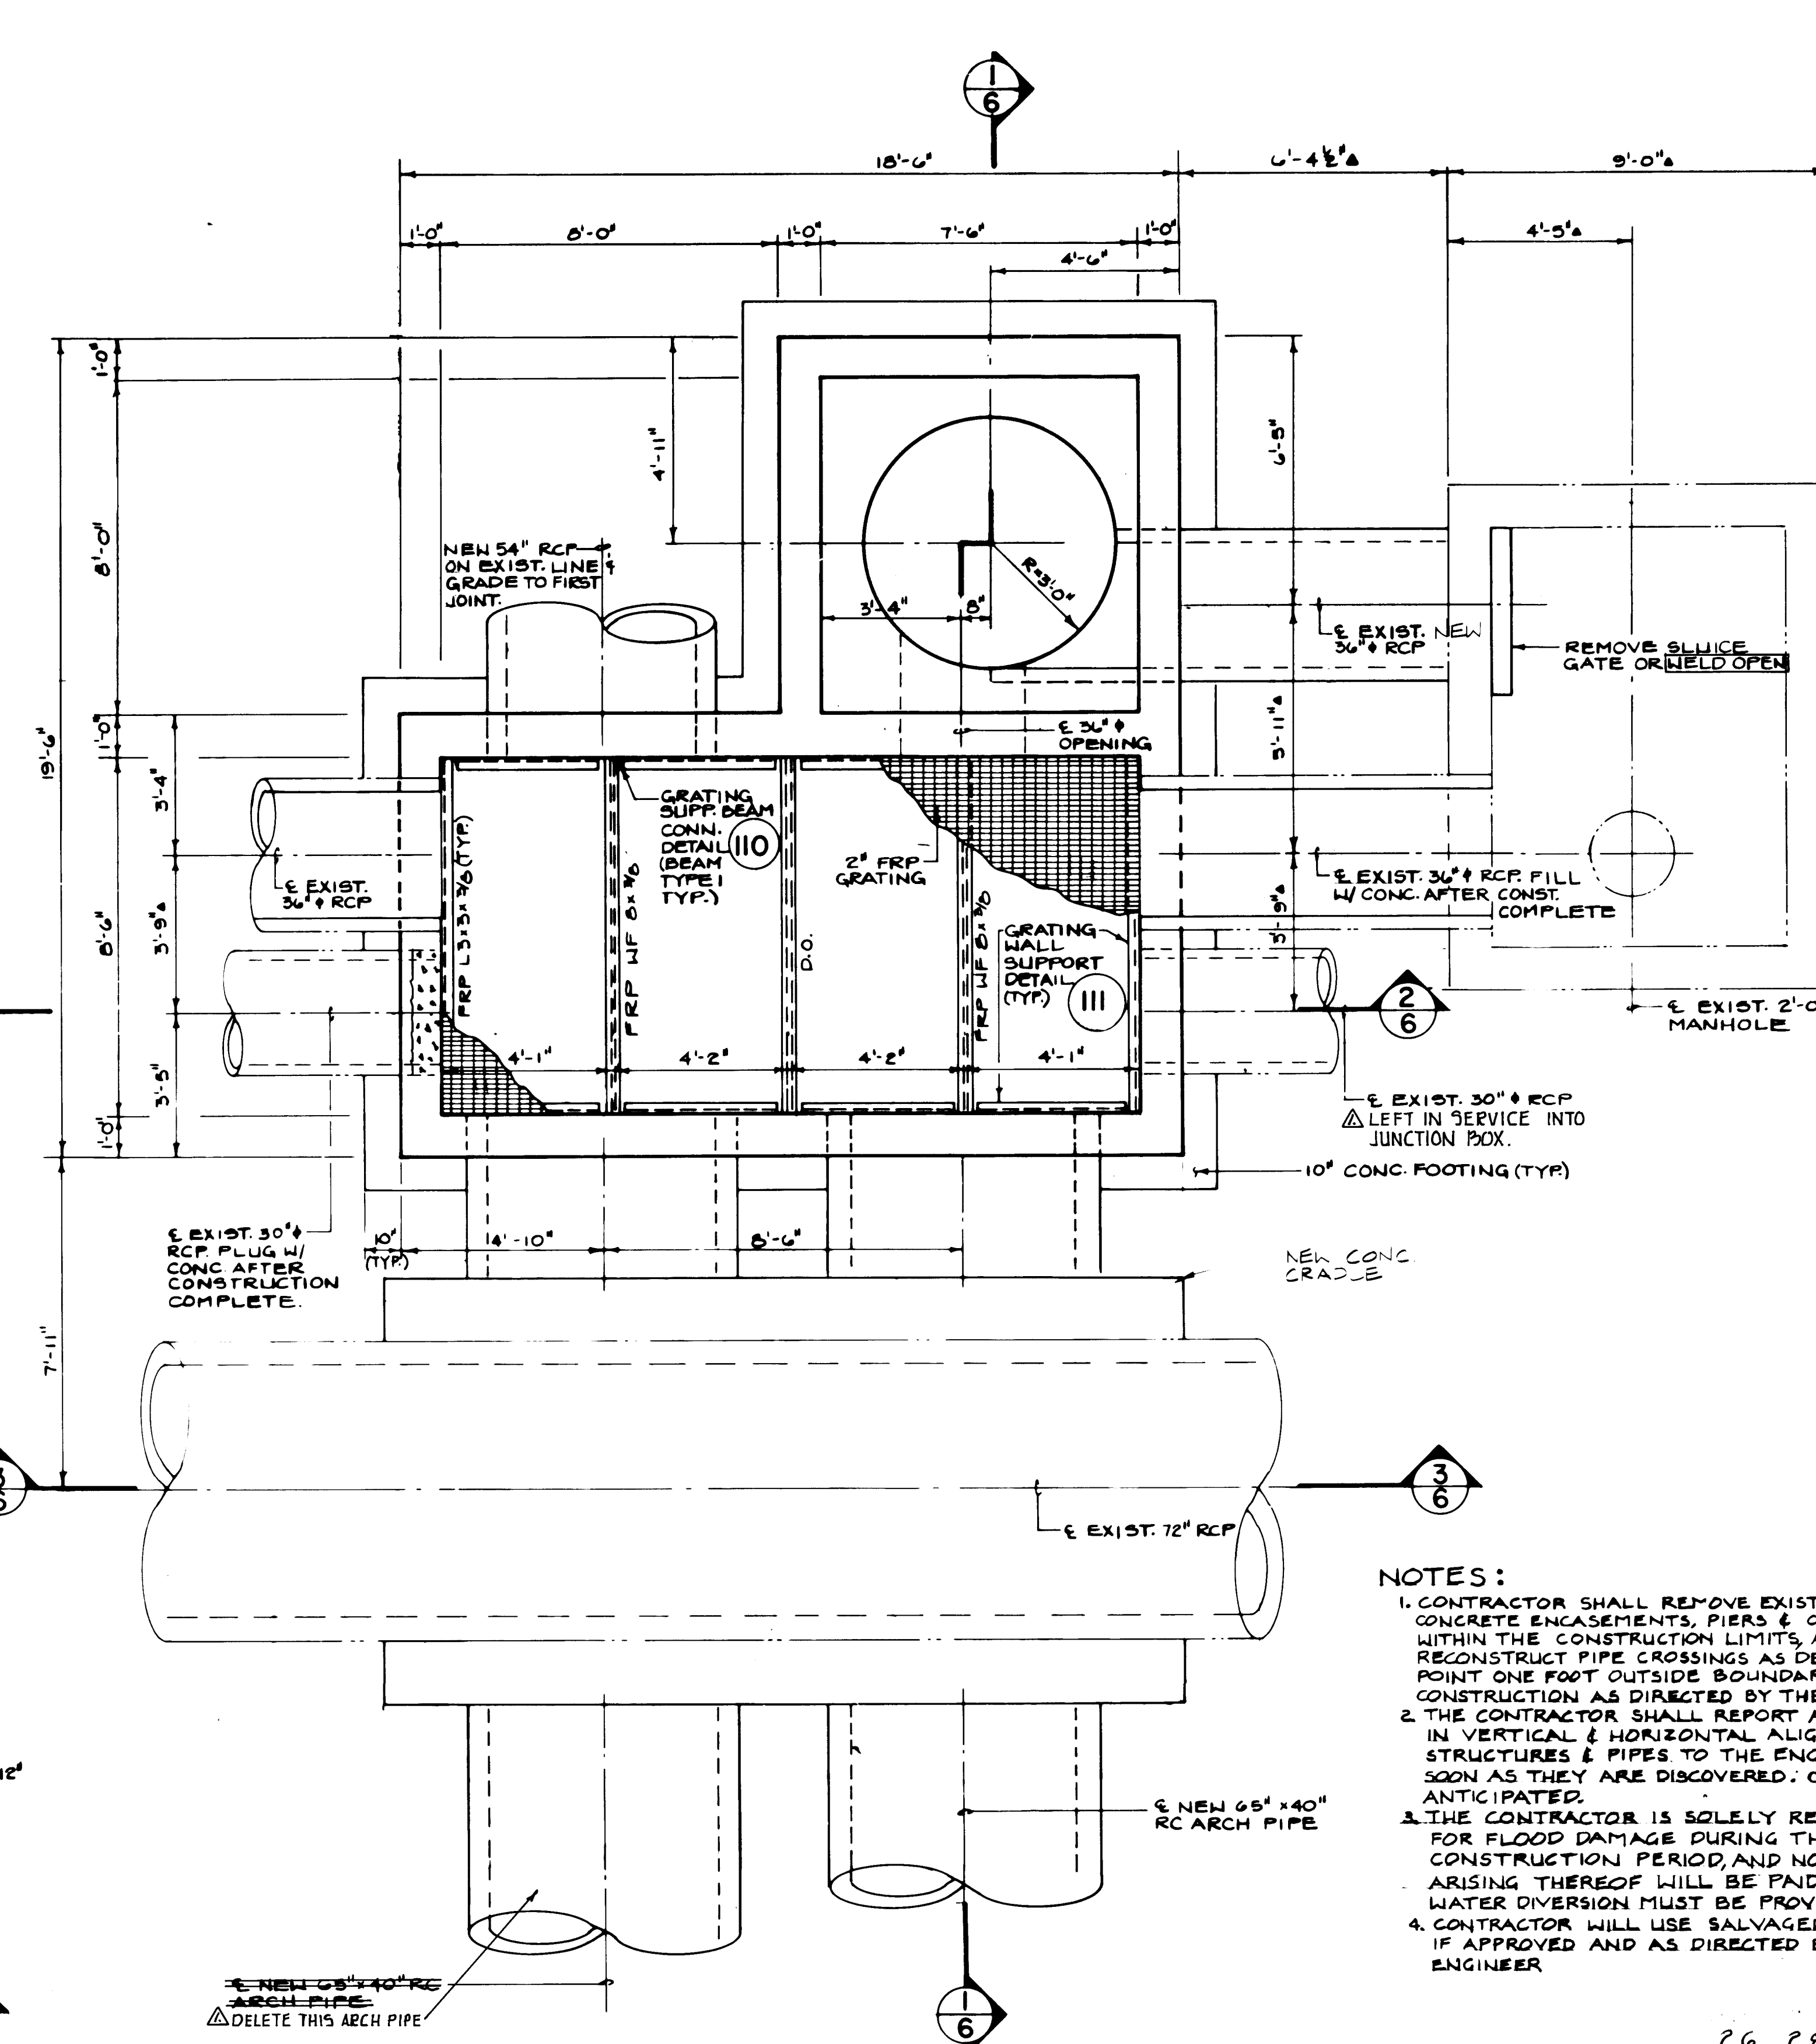 1
6
18'-6"
6'-4½"▲
9'-0"▲
1'-0"
8'-0"
1'-0"
7'-6"
1'-0"
4'-5"▲
4'-6"
1'-0"
8'-0"
19'-6"
1'-0"
8'-6"
1'-0"
4'-11"
6'-5"
NEW 54" RCP
ON EXIST. LINE &
GRADE TO FIRST
JOINT.
R=3'-0"
3'-4"
8"
℄ EXIST. NEW
36"ϕ RCP
REMOVE SLUICE
GATE OR WELD OPEN
5'-11"▲
℄ 36"ϕ
OPENING
3'-4"
3'-9"▲
3'-5"
℄ EXIST.
36"ϕ RCP
FRP L3×3×3/8 (TYP.)
GRATING
SUPP. BEAM
CONN.
DETAIL
(BEAM
TYPE 1
TYP.)
110
FRP WF 8×3/8
D.O.
2" FRP
GRATING
FRP WF 8×3/8
GRATING
WALL
SUPPORT
DETAIL
(TYP.)
111
℄ EXIST. 36"ϕ RCP. FILL
W/ CONC. AFTER CONST.
COMPLETE
3'-9"▲
2
6
℄ EXIST. 2'-0
MANHOLE
4'-1"
4'-2"
4'-2"
4'-1"
℄ EXIST. 30"ϕ RCP
1 LEFT IN SERVICE INTO
JUNCTION BOX.
10" CONC. FOOTING (TYP.)
℄ EXIST. 30"ϕ
RCP. PLUG W/
CONC. AFTER
CONSTRUCTION
COMPLETE.
10"
(TYP.)
4'-10"
8'-6"
NEW CONC.
CRADLE
7'-11"
3
6
℄ EXIST. 72" RCP
NOTES:
1. CONTRACTOR SHALL REMOVE EXIST
CONCRETE ENCASEMENTS, PIERS & C
WITHIN THE CONSTRUCTION LIMITS, A
RECONSTRUCT PIPE CROSSINGS AS DE
POINT ONE FOOT OUTSIDE BOUNDAR
CONSTRUCTION AS DIRECTED BY THE
2. THE CONTRACTOR SHALL REPORT A
IN VERTICAL & HORIZONTAL ALIG
STRUCTURES & PIPES TO THE ENG
SOON AS THEY ARE DISCOVERED. C
ANTICIPATED.
3. THE CONTRACTOR IS SOLELY RE
FOR FLOOD DAMAGE DURING TH
CONSTRUCTION PERIOD, AND NO
ARISING THEREOF WILL BE PAID
WATER DIVERSION MUST BE PROV
4. CONTRACTOR WILL USE SALVAGED
IF APPROVED AND AS DIRECTED B
ENGINEER
12"
℄ NEW 65"×40"
RC ARCH PIPE
℄ NEW 65"×40" RC
ARCH PIPE
1 DELETE THIS ARCH PIPE
1
6